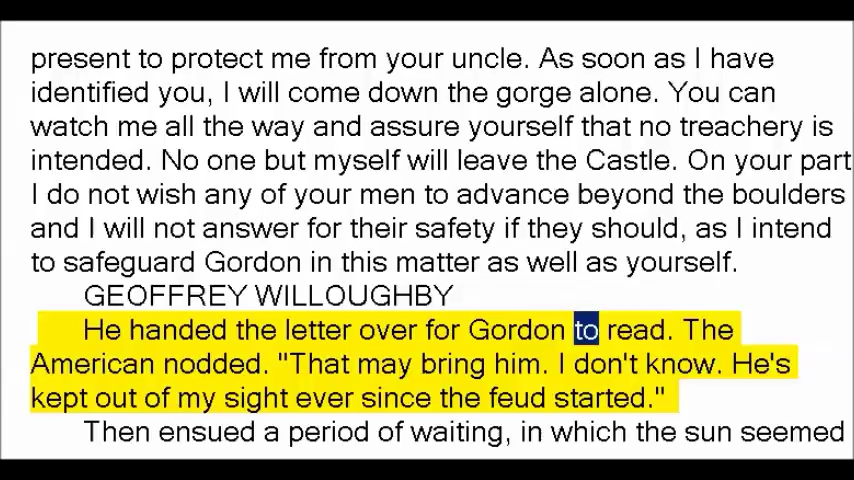 present to protect me from your uncle. As soon as I have
identified you, I will come down the gorge alone. You can
watch me all the way and assure yourself that no treachery is
intended. No one but myself will leave the Castle. On your part
I do not wish any of your men to advance beyond the boulders
and I will not answer for their safety if they should, as I intend
to safeguard Gordon in this matter as well as yourself.
GEOFFREY WILLOUGHBY
He handed the letter over for Gordon to read. The
American nodded. "That may bring him. I don't know. He's
kept out of my sight ever since the feud started."
Then ensued a period of waiting, in which the sun seemed